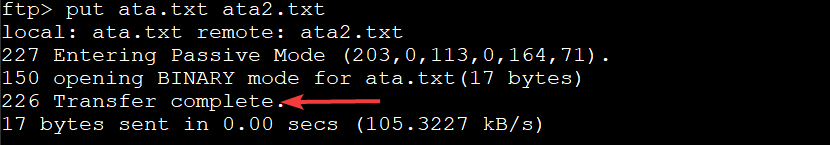 ftp> put ata.txt ata2.txt
local: ata.txt remote: ata2.txt
227 Entering Passive Mode (203,0,113,0,164,71).
150 opening BINARY mode for ata.txt(17 bytes)
226 Transfer complete.
17 bytes sent in 0.00 secs (105.3227 kB/s)